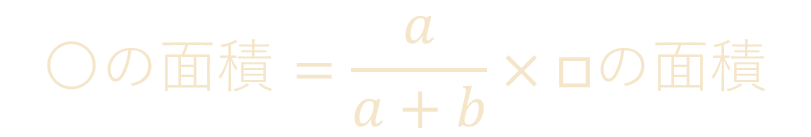 ○の面積 = a/(a + b) × □の面積